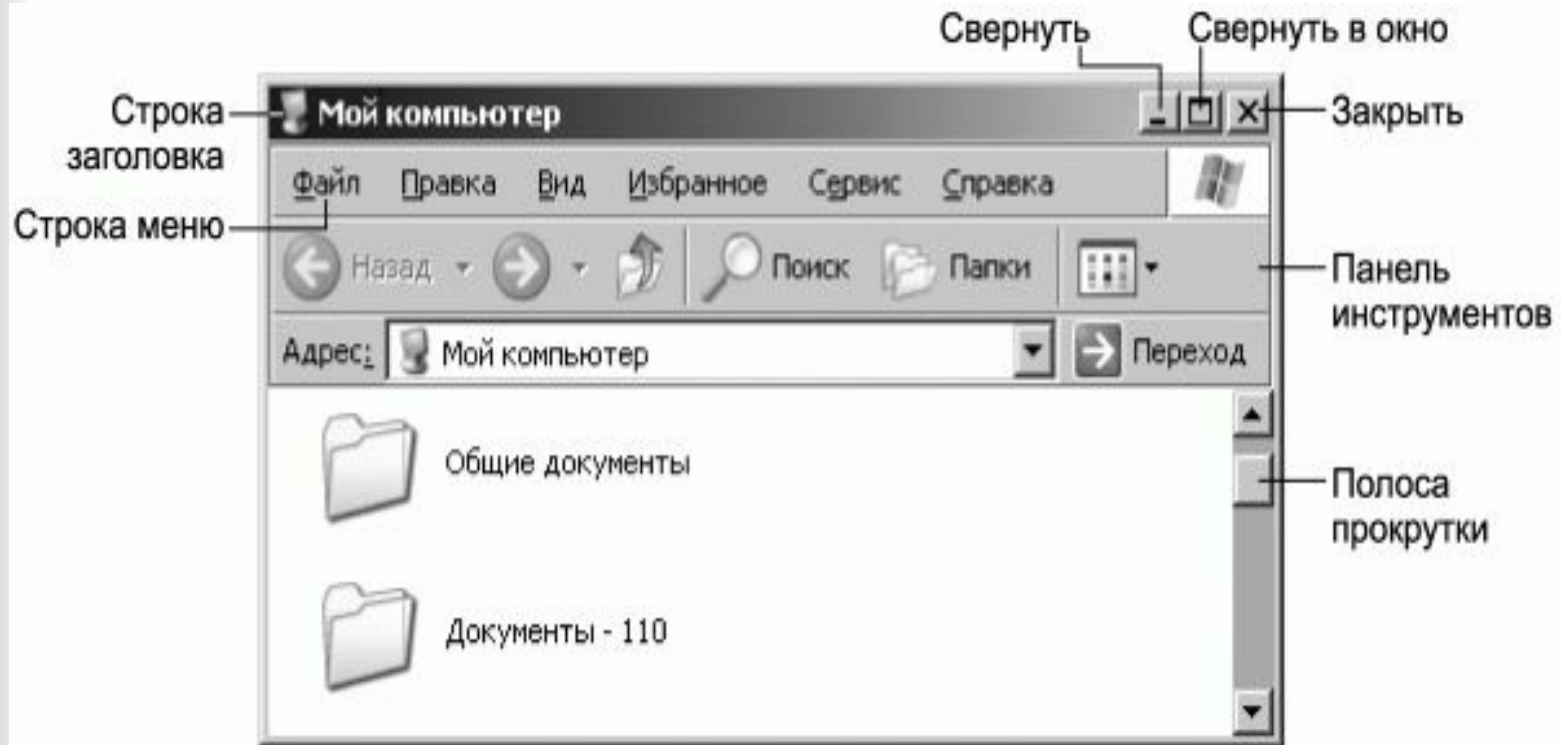 Свернуть
Свернуть в окно
Строка
заголовка
Мой компьютер
Закрыть
Файл Правка Вид Избранное Сервис Справка
Строка меню
Назад Поиск Папки
Панель
инструментов
Адрес: Мой компьютер Переход
Общие документы
Полоса
прокрутки
Документы - 110